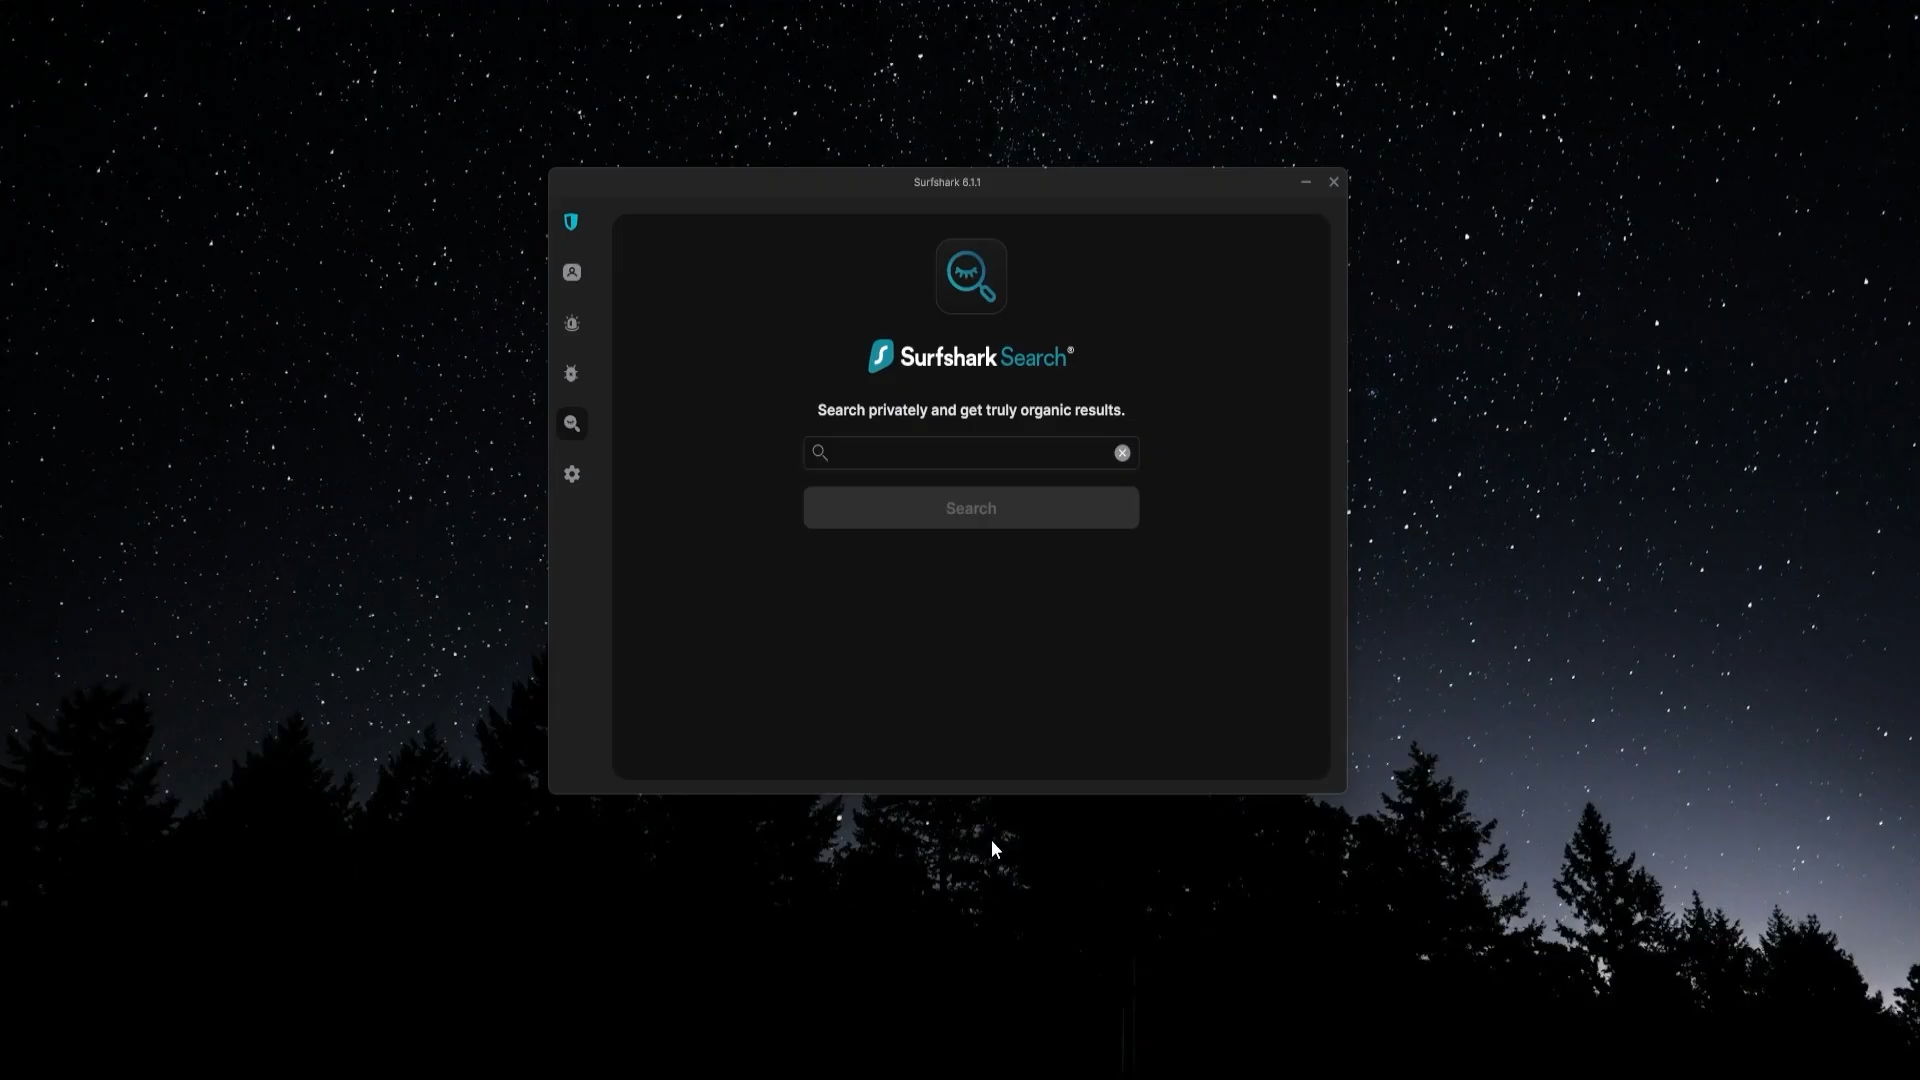 Surfshark 6.1.1
Surfshark Search®
Search privately and get truly organic results.
Search